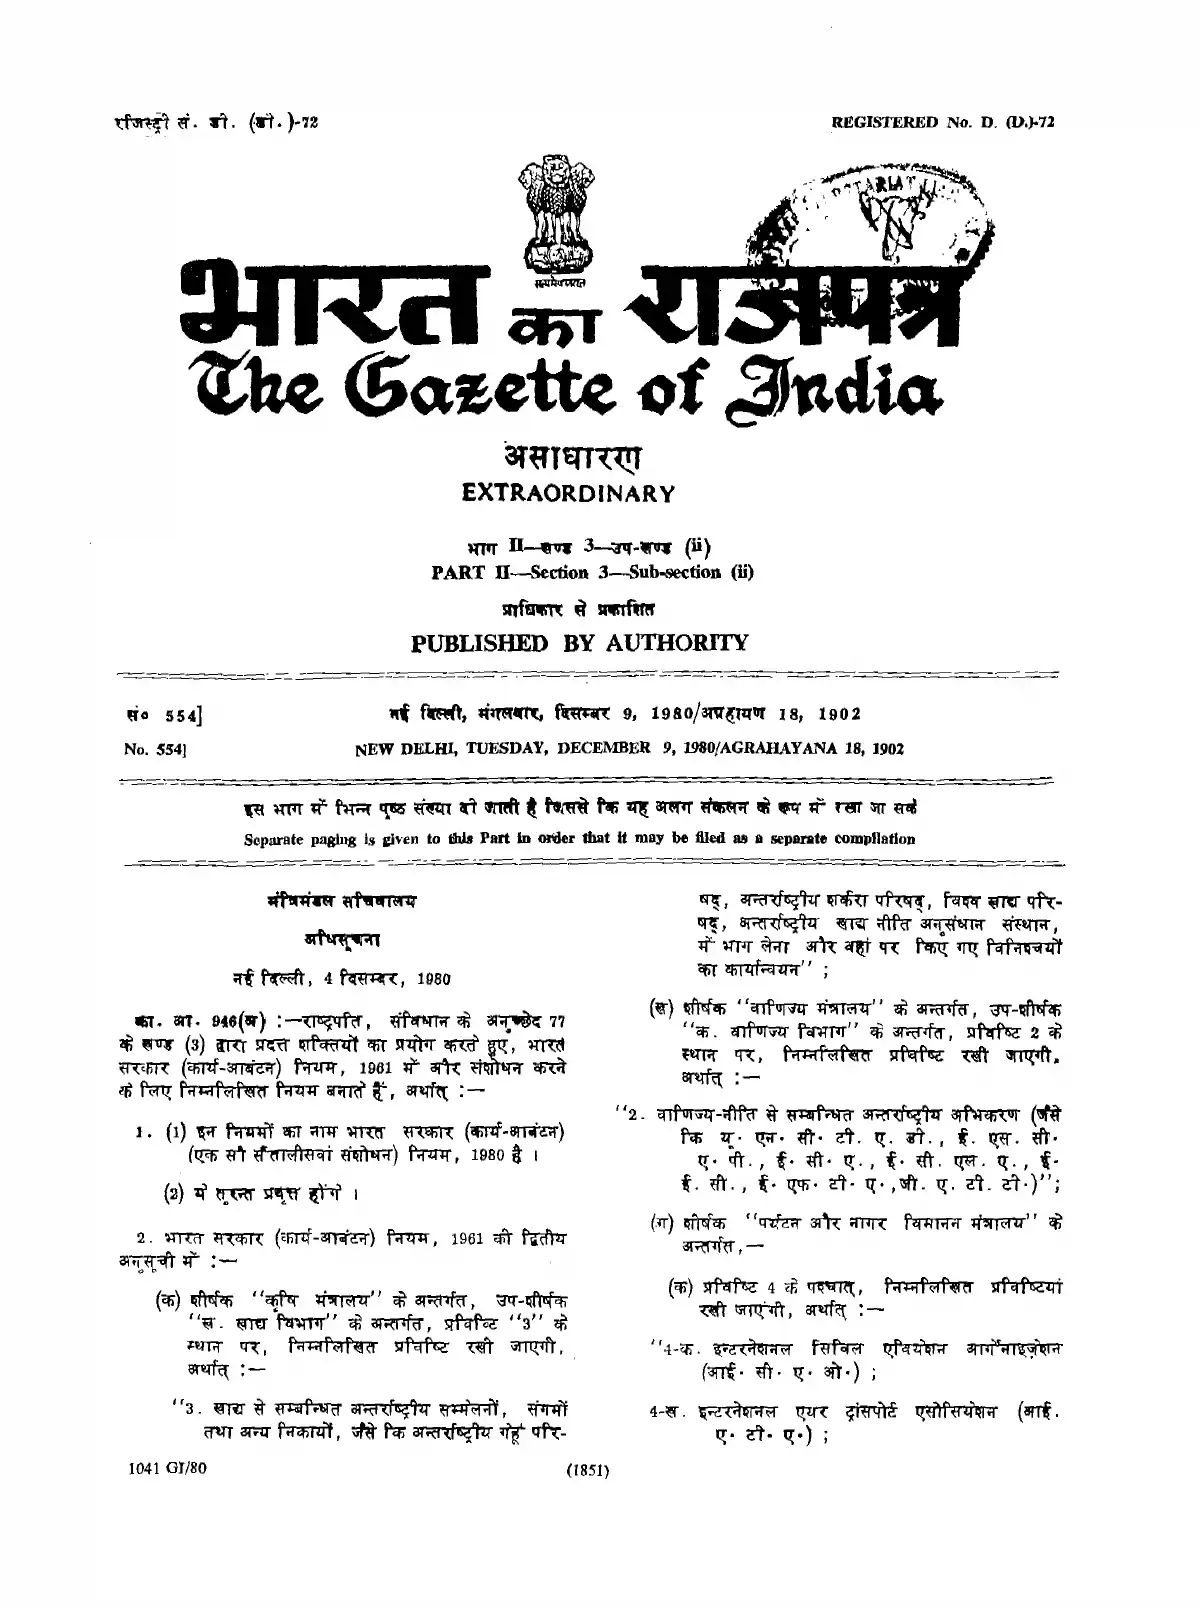 रजिस्ट्री सं. डी. (डी.)-72
REGISTERED No. D. (D.)-72
सत्यमेव जयते
भारत का राजपत्र
The Gazette of India
असाधारण
EXTRAORDINARY
भाग II—खण्ड 3—उप-खण्ड (ii)
PART II—Section 3—Sub-section (ii)
प्राधिकार से प्रकाशित
PUBLISHED BY AUTHORITY
सं० 554]
नई दिल्ली, मंगलवार, दिसम्बर 9, 1980/अग्रहायण 18, 1902
No. 554]
NEW DELHI, TUESDAY, DECEMBER 9, 1980/AGRAHAYANA 18, 1902
इस भाग में भिन्न पृष्ठ संख्या दी जाती है जिससे कि यह अलग संकलन के रूप में रखा जा सके
Separate paging is given to this Part in order that it may be filed as a separate compilation
मंत्रिमंडल सचिवालय
अधिसूचना
नई दिल्ली, 4 दिसम्बर, 1980
का. आ. 946(अ) :—राष्ट्रपति, संविधान के अनुच्छेद 77
के खण्ड (3) द्वारा प्रदत्त शक्तियों का प्रयोग करते हुए, भारत
सरकार (कार्य-आबंटन) नियम, 1961 में और संशोधन करने
के लिए निम्नलिखित नियम बनाते हैं, अर्थात् :—
1. (1) इन नियमों का नाम भारत सरकार (कार्य-आबंटन)
(एक सौ सैंतालीसवां संशोधन) नियम, 1980 है ।
(2) ये तुरन्त प्रवृत्त होंगे ।
2. भारत सरकार (कार्य-आबंटन) नियम, 1961 की द्वितीय
अनुसूची में :—
(क) शीर्षक "कृषि मंत्रालय" के अन्तर्गत, उप-शीर्षक
"ख. खाद्य विभाग" के अन्तर्गत, प्रविष्टि "3" के
स्थान पर, निम्नलिखित प्रविष्टि रखी जाएगी,
अर्थात् :—
"3. खाद्य से सम्बन्धित अन्तर्राष्ट्रीय सम्मेलनों, संगमों
तथा अन्य निकायों, जैसे कि अन्तर्राष्ट्रीय गेहूं परि-
षद्, अन्तर्राष्ट्रीय शर्करा परिषद्, विश्व खाद्य परि-
षद्, अन्तर्राष्ट्रीय खाद्य नीति अनुसंधान संस्थान,
में भाग लेना और वहां पर किए गए विनिश्चयों
का कार्यान्वयन" ;
(ख) शीर्षक "वाणिज्य मंत्रालय" के अन्तर्गत, उप-शीर्षक
"क. वाणिज्य विभाग" के अन्तर्गत, प्रविष्टि 2 के
स्थान पर, निम्नलिखित प्रविष्टि रखी जाएगी,
अर्थात् :—
"2. वाणिज्य-नीति से सम्बन्धित अन्तर्राष्ट्रीय अभिकरण (जैसे
कि यू. एन. सी. टी. ए. डी., ई. एस. सी.
ए. पी., ई. सी. ए., ई. सी. एल. ए., ई-
ई. सी., ई. एफ. टी. ए.,जी. ए. टी. टी.)";
(ग) शीर्षक "पर्यटन और नागर विमानन मंत्रालय" के
अन्तर्गत,—
(क) प्रविष्टि 4 के पश्चात्, निम्नलिखित प्रविष्टियां
रखी जाएंगी, अर्थात् :—
"4-क. इन्टरनेशनल सिविल एवियेशन आर्गेनाइज़ेशन
(आई. सी. ए. ओ.) ;
4-ख. इन्टरनेशनल एयर ट्रांसपोर्ट एसोसियेशन (आई.
ए. टी. ए.) ;
1041 GI/80
(1851)